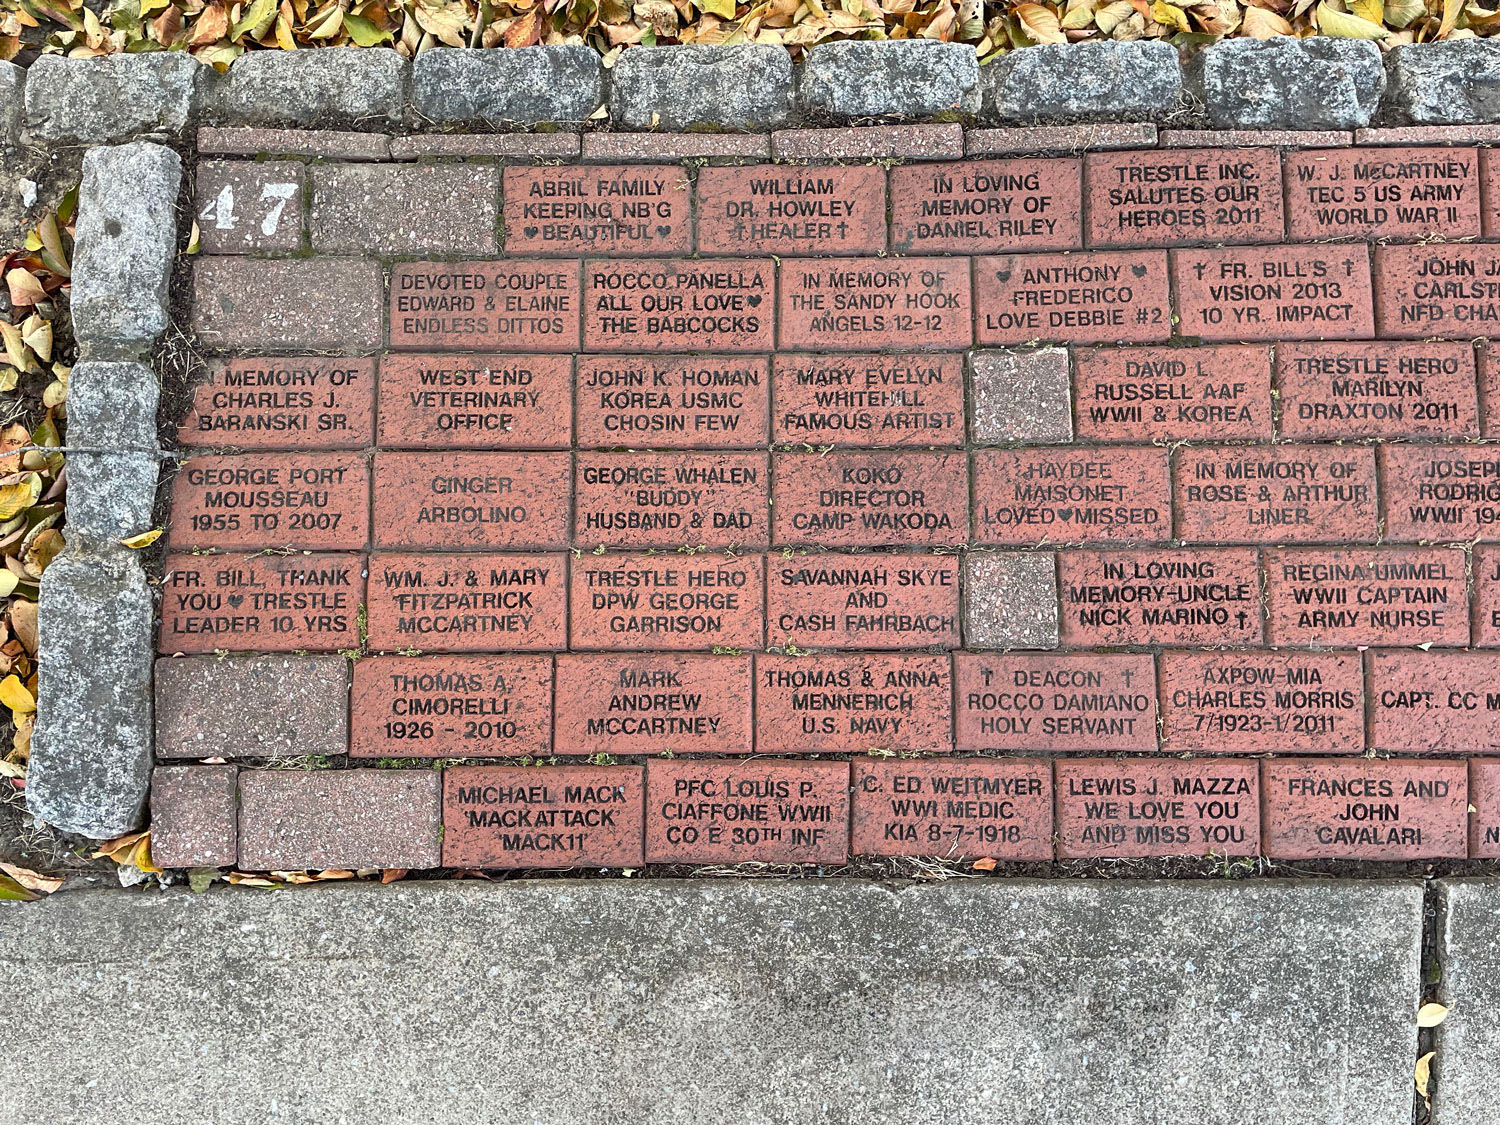 47
ABRIL FAMILY
KEEPING NB'G
♥BEAUTIFUL♥
WILLIAM
DR. HOWLEY
✝HEALER✝
IN LOVING
MEMORY OF
DANIEL RILEY
TRESTLE INC.
SALUTES OUR
HEROES 2011
W. J. McCARTNEY
TEC 5 US ARMY
WORLD WAR II
DEVOTED COUPLE
EDWARD & ELAINE
ENDLESS DITTOS
ROCCO PANELLA
ALL OUR LOVE♥
THE BABCOCKS
IN MEMORY OF
THE SANDY HOOK
ANGELS 12-12
♥ ANTHONY ♥
FREDERICO
LOVE DEBBIE #2
✝ FR. BILL'S ✝
VISION 2013
10 YR. IMPACT
JOHN
NFD
IN MEMORY OF
CHARLES J.
BARANSKI SR.
WEST END
VETERINARY
OFFICE
JOHN K. HOMAN
KOREA USMC
CHOSIN FEW
MARY EVELYN
WHITEHILL
FAMOUS ARTIST
DAVID L.
RUSSELL AAF
WWII & KOREA
TRESTLE HERO
MARILYN
DRAXTON 2011
GEORGE PORT
MOUSSEAU
1955 TO 2007
GINGER
ARBOLINO
GEORGE WHALEN
"BUDDY"
HUSBAND & DAD
KOKO
DIRECTOR
CAMP WAKODA
HAYDEE
MAISONET
LOVED♥MISSED
IN MEMORY OF
ROSE & ARTHUR
LINER
WWII
FR. BILL, THANK
YOU ♥ TRESTLE
LEADER 10 YRS
WM. J. & MARY
FITZPATRICK
MCCARTNEY
TRESTLE HERO
DPW GEORGE
GARRISON
SAVANNAH SKYE
AND
CASH FAHRBACH
IN LOVING
MEMORY-UNCLE
NICK MARINO ✝
REGINA UMMEL
WWII CAPTAIN
ARMY NURSE
THOMAS A.
CIMORELLI
1926 - 2010
MARK
ANDREW
MCCARTNEY
THOMAS & ANNA
MENNERICH
U.S. NAVY
✝ DEACON ✝
ROCCO DAMIANO
HOLY SERVANT
AXPOW-MIA
CHARLES MORRIS
7/1923-1/2011
CAPT. CC
MICHAEL MACK
'MACKATTACK'
'MACK11'
PFC LOUIS P.
CIAFFONE WWII
CO E 30TH INF
C. ED WEITMYER
WWI MEDIC
KIA 8-7-1918
LEWIS J. MAZZA
WE LOVE YOU
AND MISS YOU
FRANCES AND
JOHN
CAVALARI